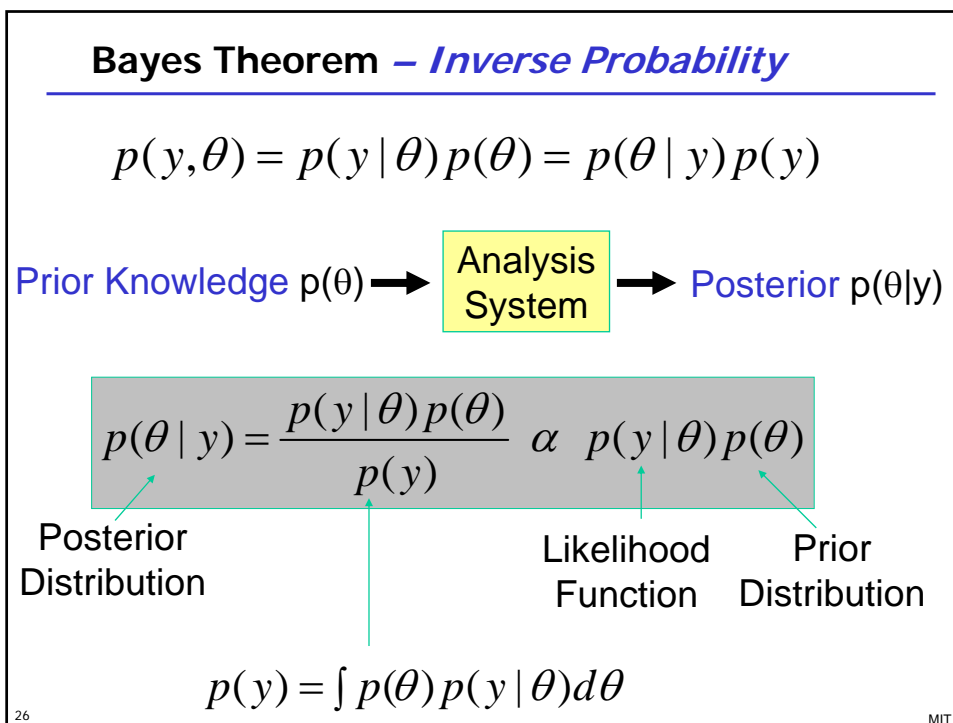 Bayes Theorem – Inverse Probability
p(y,θ) = p(y | θ) p(θ) = p(θ | y) p(y)
Prior Knowledge p(θ)
Analysis
System
Posterior p(θ|y)
p(θ | y) = p(y | θ) p(θ) / p(y) α p(y | θ) p(θ)
Posterior
Distribution
Likelihood
Function
Prior
Distribution
p(y) = ∫ p(θ) p(y | θ) dθ
26
MIT